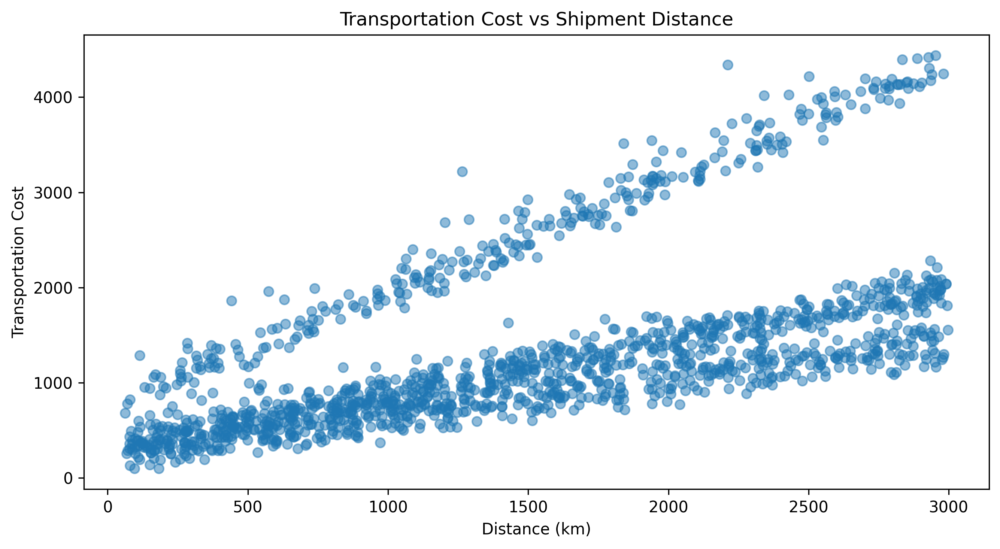 Transportation Cost vs Shipment Distance
Transportation Cost
4000
3000
2000
1000
0
0 500 1000 1500 2000 2500 3000
Distance (km)